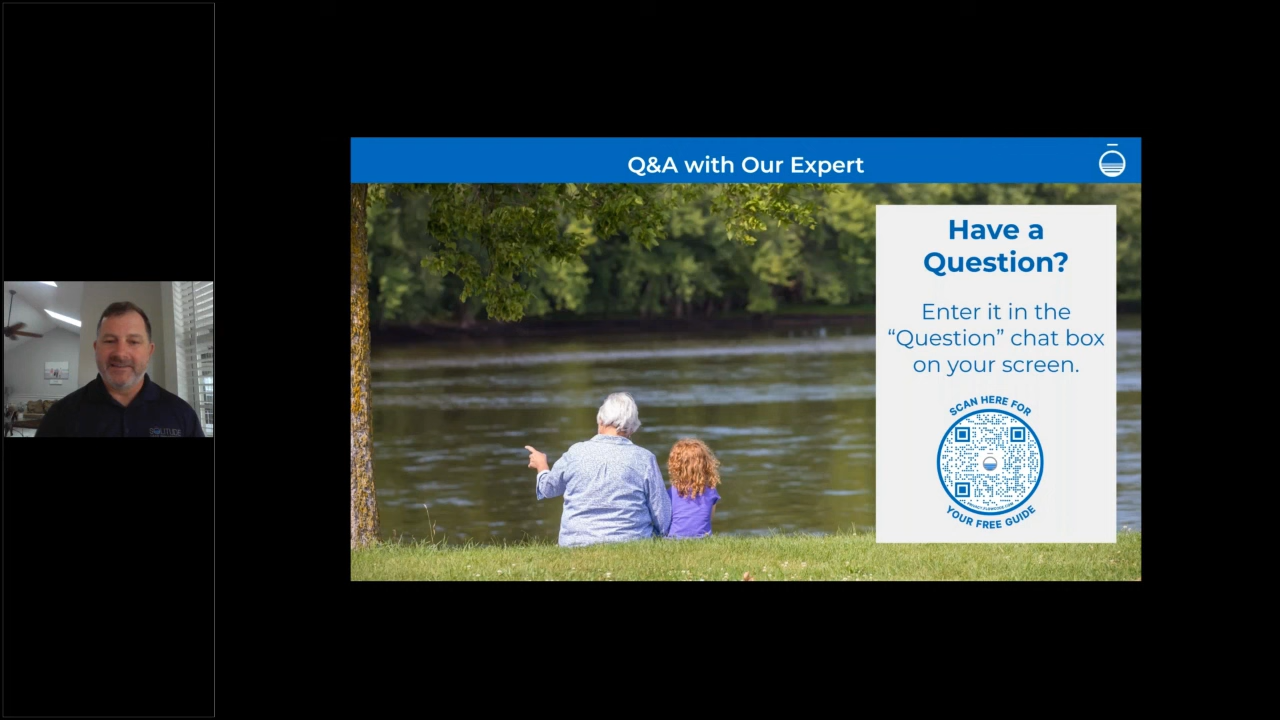 Q&A with Our Expert
Have a
Question?
Enter it in the
“Question” chat box
on your screen.
SCAN HERE FOR
YOUR FREE GUIDE